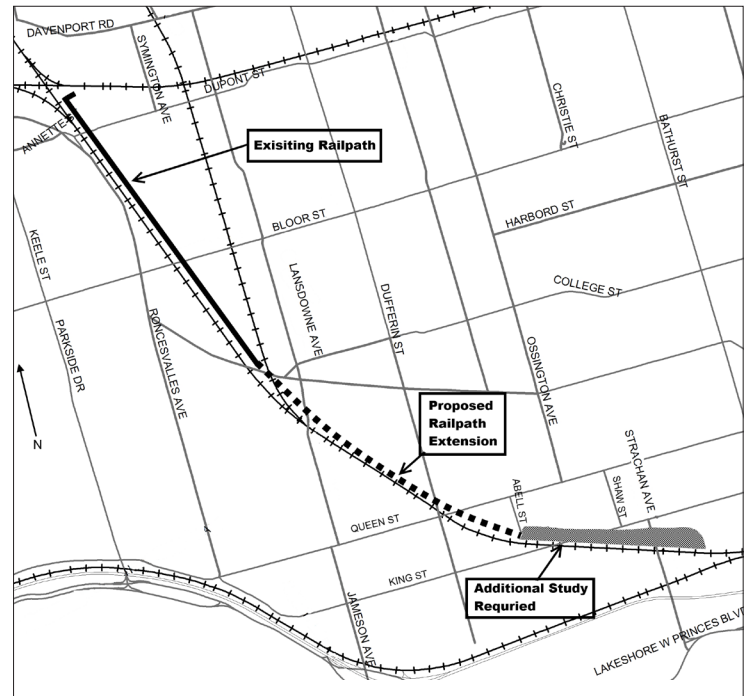 DAVENPORT RD
SYMINGTON AVE
DUPONT ST
ANNETTE S
Exisiting Railpath
CHRISTIE ST
BATHURST ST
BLOOR ST
HARBORD ST
KEELE ST
LANSDOWNE AVE
DUFFERIN ST
COLLEGE ST
PARKSIDE DR
RONCESVALLES AVE
OSSINGTON AVE
N
Proposed
Railpath
Extension
STRACHAN AVE
ABELL ST
SHAW ST
QUEEN ST
KING ST
Additional Study
Requried
JAMESON AVE
LAKESHORE W PRINCES BLVD